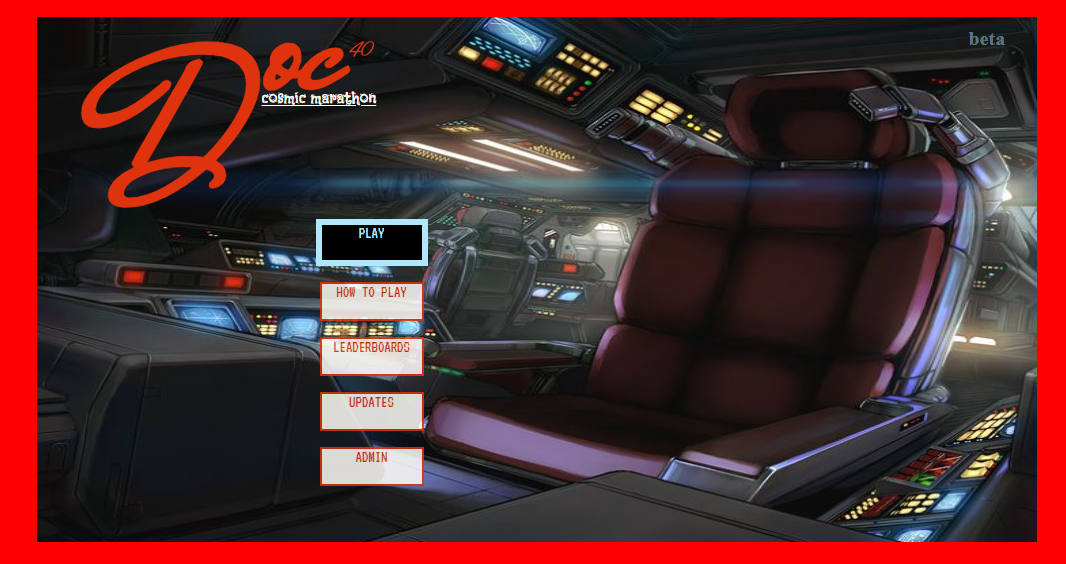 Doc 40
cosmic marathon
beta
PLAY
HOW TO PLAY
LEADERBOARDS
UPDATES
ADMIN